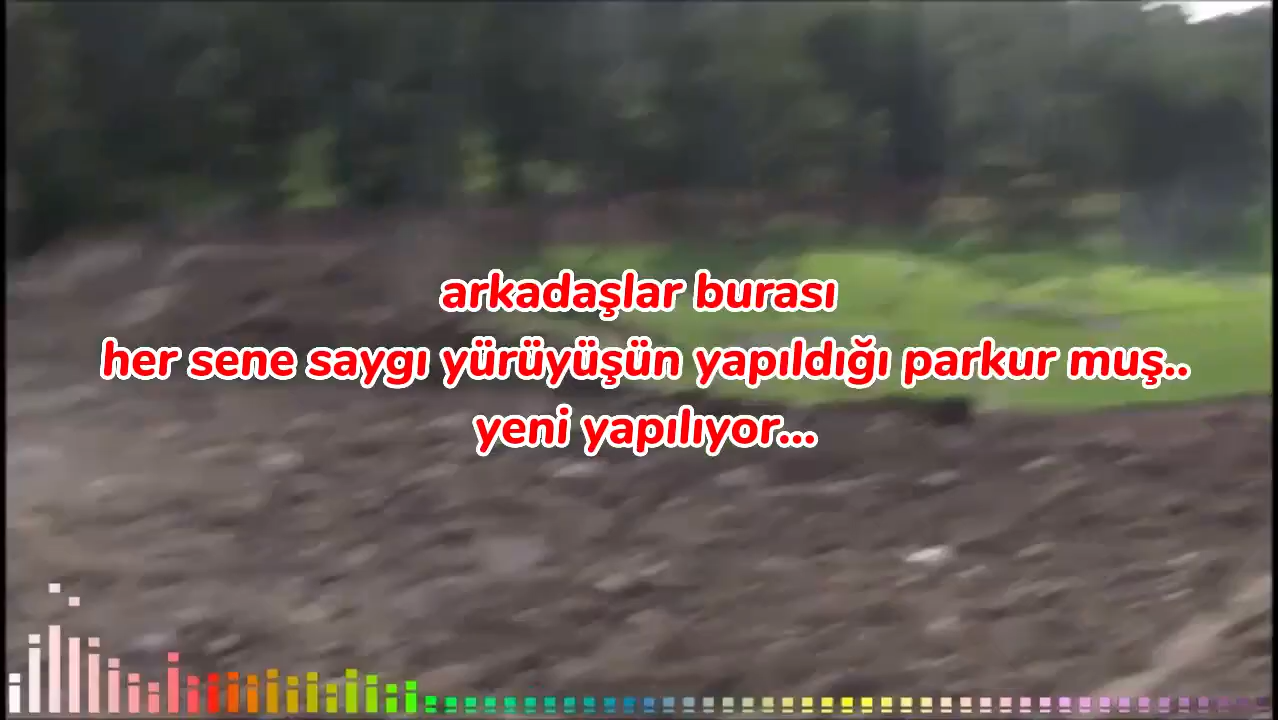 arkadaşlar burası
her sene saygı yürüyüşün yapıldığı parkur muş..
yeni yapılıyor...